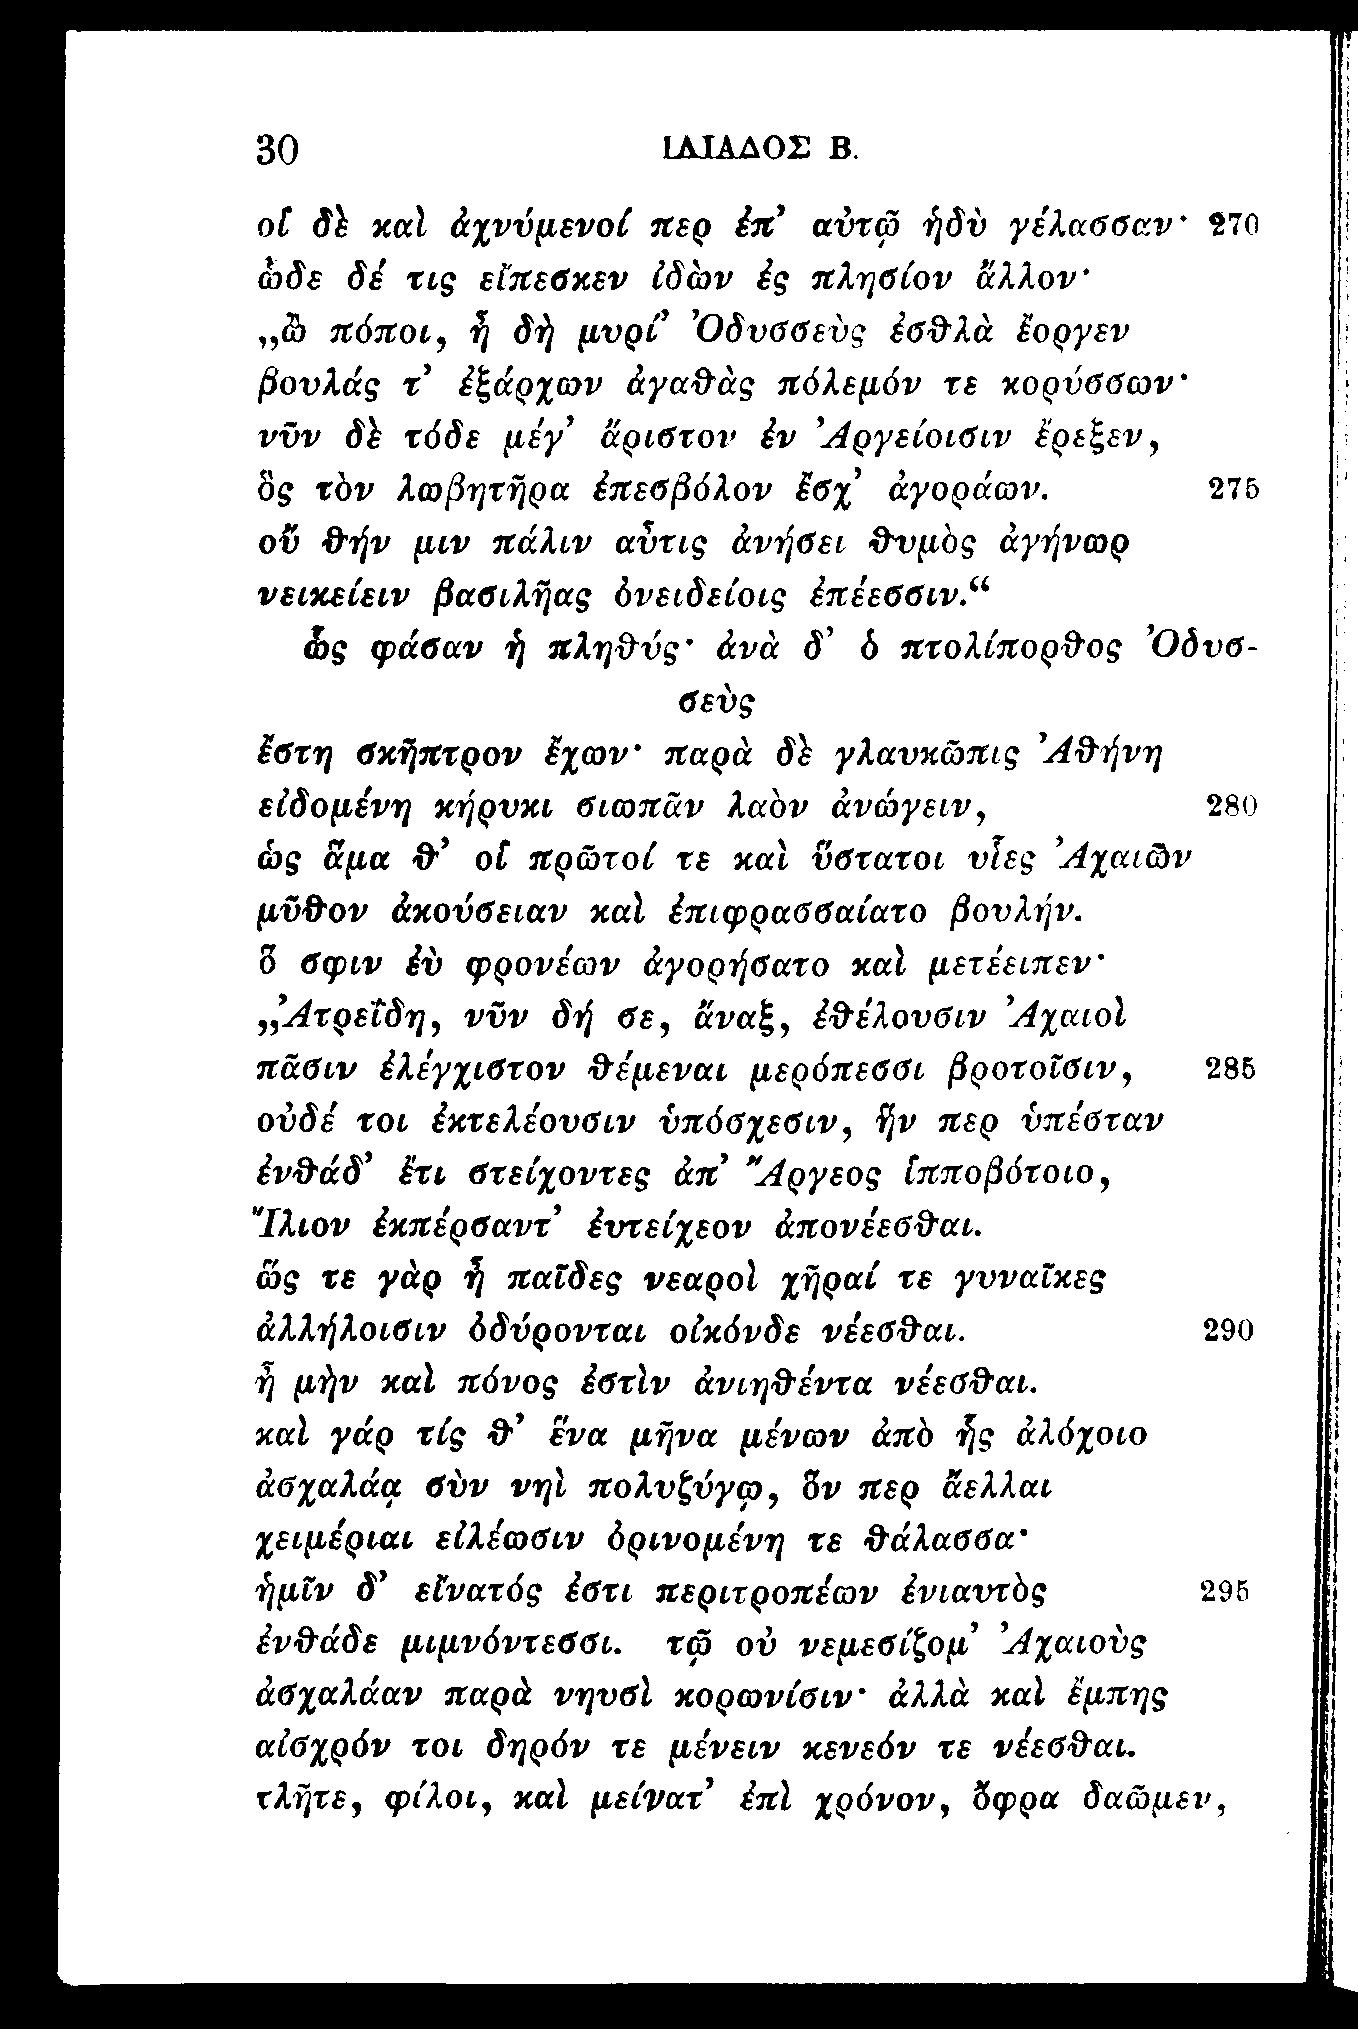 30 ΙΛΙΑΔΟΣ Β.
οἳ δὲ καὶ ἀχνύμενοί περ ἐπ’ αὐτῷ ἡδὺ γέλασσαν· 270
ὧδε δέ τις εἴπεσκεν ἰδὼν ἐς πλησίον ἄλλον·
„ὢ πόποι, ἦ δὴ μυρί’ Ὀδυσσεὺς ἐσθλὰ ἔοργεν
βουλάς τ’ ἐξάρχων ἀγαθὰς πόλεμόν τε κορύσσων·
νῦν δὲ τόδε μέγ’ ἄριστον ἐν Ἀργείοισιν ἔρεξεν,
ὃς τὸν λωβητῆρα ἐπεσβόλον ἔσχ’ ἀγοράων. 275
οὔ θήν μιν πάλιν αὖτις ἀνήσει θυμὸς ἀγήνωρ
νεικείειν βασιλῆας ὀνειδείοις ἐπέεσσιν.“
ὣς φάσαν ἡ πληθύς· ἀνὰ δ’ ὁ πτολίπορθος Ὀδυσ-
σεὺς
ἔστη σκῆπτρον ἔχων· παρὰ δὲ γλαυκῶπις Ἀθήνη
εἰδομένη κήρυκι σιωπᾶν λαὸν ἀνώγειν, 280
ὡς ἅμα θ’ οἳ πρῶτοί τε καὶ ὕστατοι υἷες Ἀχαιῶν
μῦθον ἀκούσειαν καὶ ἐπιφρασσαίατο βουλήν.
ὅ σφιν ἐὺ φρονέων ἀγορήσατο καὶ μετέειπεν·
„Ἀτρεΐδη, νῦν δή σε, ἄναξ, ἐθέλουσιν Ἀχαιοὶ
πᾶσιν ἐλέγχιστον θέμεναι μερόπεσσι βροτοῖσιν, 285
οὐδέ τοι ἐκτελέουσιν ὑπόσχεσιν, ἥν περ ὑπέσταν
ἐνθάδ’ ἔτι στείχοντες ἀπ’ Ἄργεος ἱπποβότοιο,
Ἴλιον ἐκπέρσαντ’ ἐυτείχεον ἀπονέεσθαι.
ὥς τε γὰρ ἦ παῖδες νεαροὶ χῆραί τε γυναῖκες
ἀλλήλοισιν ὀδύρονται οἰκόνδε νέεσθαι. 290
ἦ μὴν καὶ πόνος ἐστὶν ἀνιηθέντα νέεσθαι.
καὶ γάρ τίς θ’ ἕνα μῆνα μένων ἀπὸ ἧς ἀλόχοιο
ἀσχαλάᾳ σὺν νηὶ πολυζύγῳ, ὅν περ ἄελλαι
χειμέριαι εἰλέωσιν ὀρινομένη τε θάλασσα·
ἡμῖν δ’ εἴνατός ἐστι περιτροπέων ἐνιαυτὸς 295
ἐνθάδε μιμνόντεσσι. τῷ οὐ νεμεσίζομ’ Ἀχαιοὺς
ἀσχαλάαν παρὰ νηυσὶ κορωνίσιν· ἀλλὰ καὶ ἔμπης
αἰσχρόν τοι δηρόν τε μένειν κενεόν τε νέεσθαι.
τλῆτε, φίλοι, καὶ μείνατ’ ἐπὶ χρόνον, ὄφρα δαῶμεν,